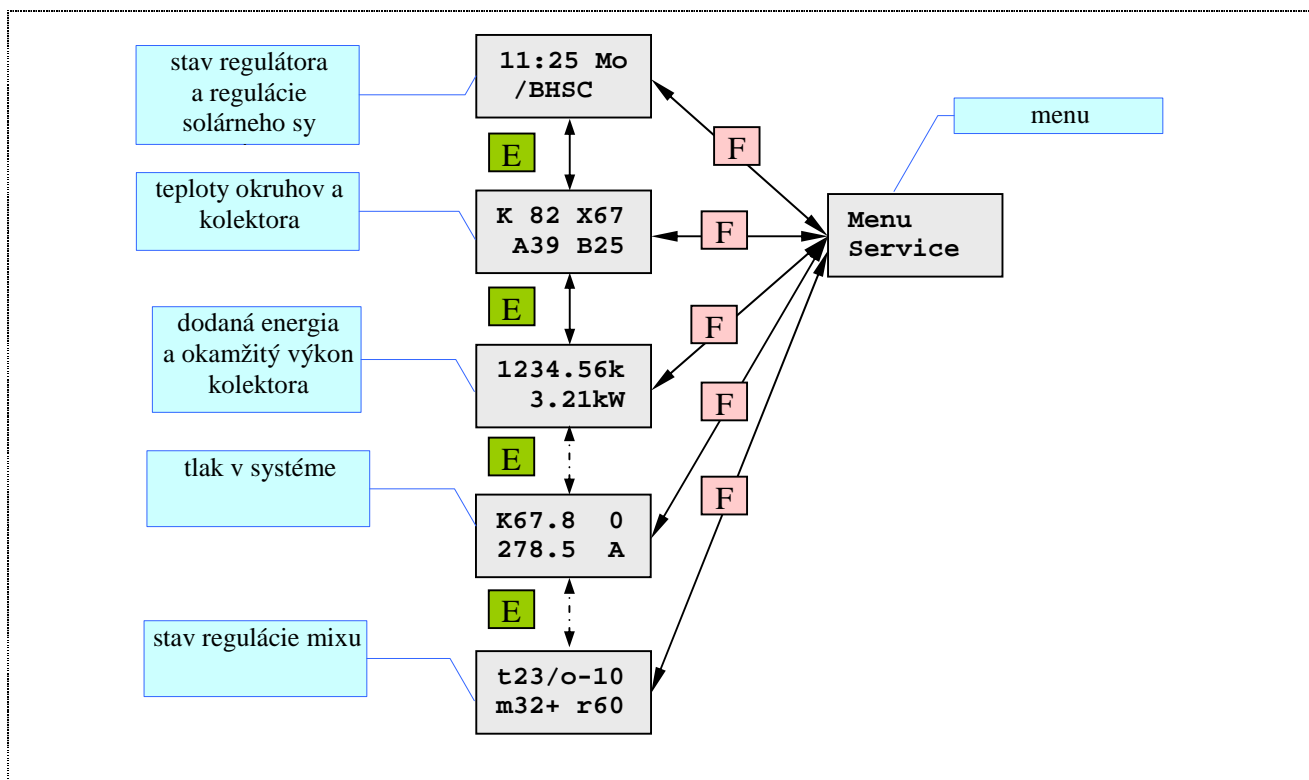 stav regulátora
a regulácie
solárneho sy
11:25 Mo
/BHSC
menu
E
F
teploty okruhov a
kolektora
K 82 X67
A39 B25
F
Menu
Service
E
F
dodaná energia
a okamžitý výkon
kolektora
1234.56k
3.21kW
F
E
tlak v systéme
K67.8 0
278.5 A
F
E
stav regulácie mixu
t23/o-10
m32+ r60